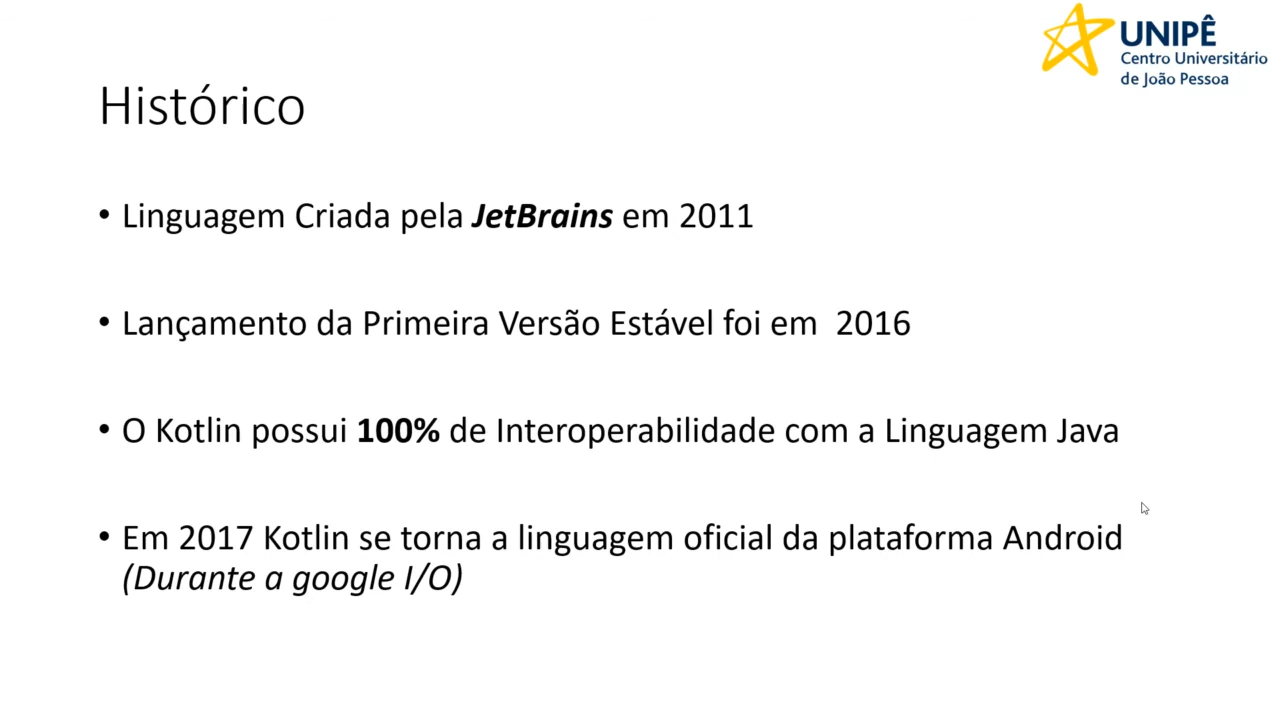 UNIPÊ
Centro Universitário
de João Pessoa
Histórico
• Linguagem Criada pela JetBrains em 2011
• Lançamento da Primeira Versão Estável foi em  2016
• O Kotlin possui 100% de Interoperabilidade com a Linguagem Java
• Em 2017 Kotlin se torna a linguagem oficial da plataforma Android
(Durante a google I/O)